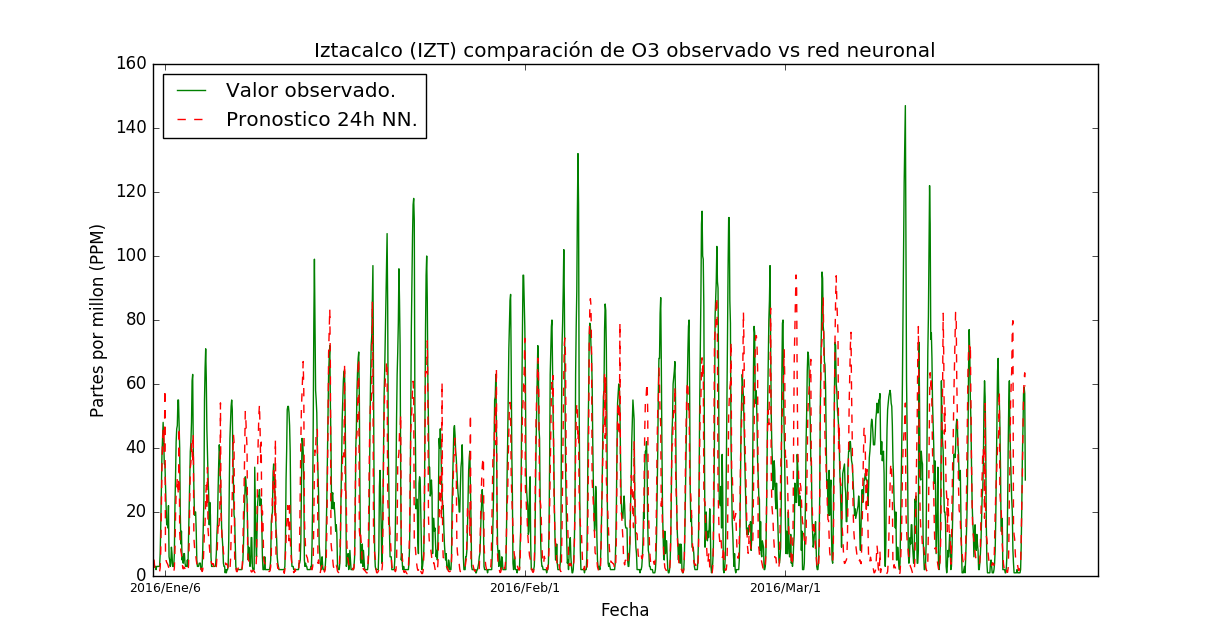 Iztacalco (IZT) comparación de O3 observado vs red neuronal
Valor observado.
Pronostico 24h NN.
Partes por millon (PPM)
160
140
120
100
80
60
40
20
0
2016/Ene/6
2016/Feb/1
2016/Mar/1
Fecha